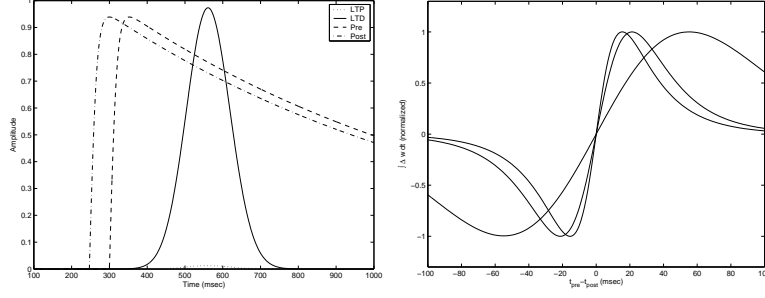 LTP
LTD
Pre
Post
1
0.9
0.8
0.7
0.6
0.5
0.4
0.3
0.2
0.1
0
Amplitude
100 200 300 400 500 600 700 800 900 1000
Time (msec)
1
0.5
0
−0.5
−1
∫ Δ w dt (normalized)
−100 −80 −60 −40 −20 0 20 40 60 80 100
t_pre−t_post (msec)